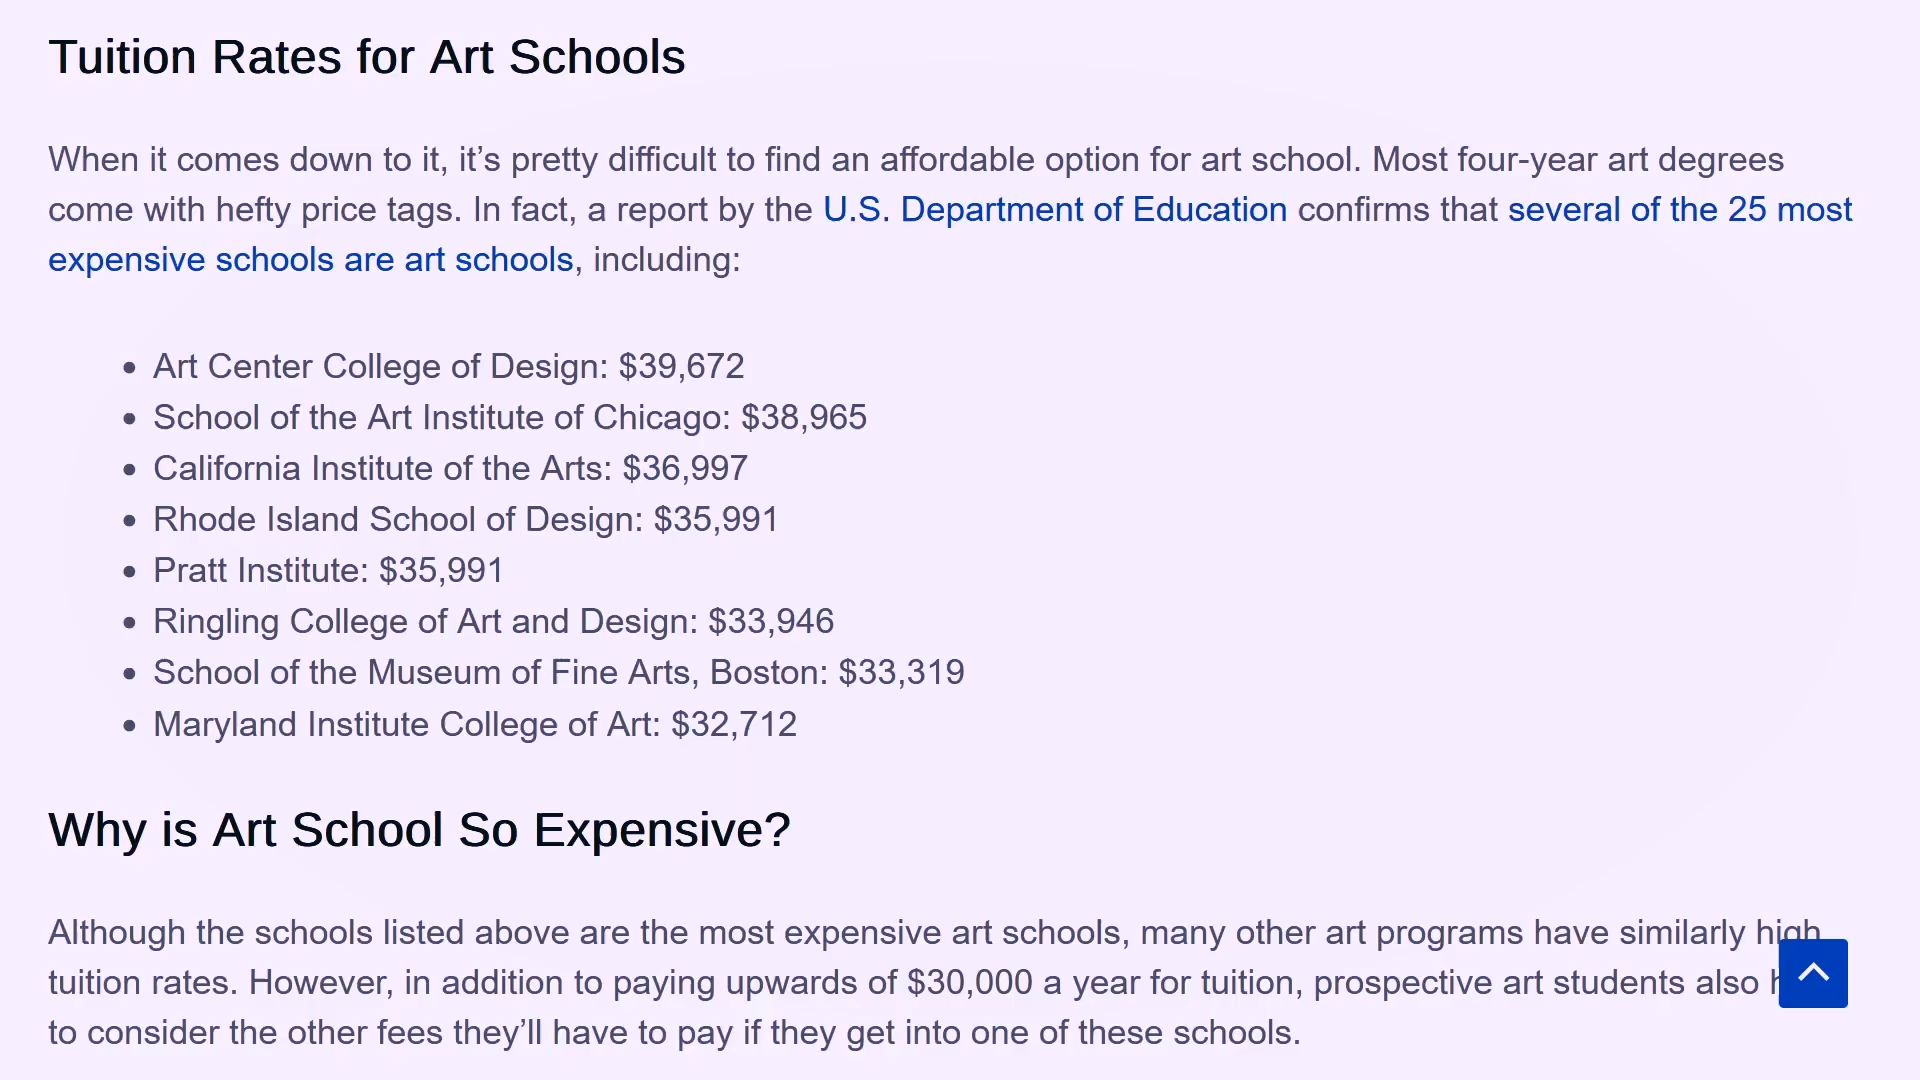 Tuition Rates for Art Schools
When it comes down to it, it’s pretty difficult to find an affordable option for art school. Most four-year art degrees
come with hefty price tags. In fact, a report by the U.S. Department of Education confirms that several of the 25 most
expensive schools are art schools, including:
• Art Center College of Design: $39,672
• School of the Art Institute of Chicago: $38,965
• California Institute of the Arts: $36,997
• Rhode Island School of Design: $35,991
• Pratt Institute: $35,991
• Ringling College of Art and Design: $33,946
• School of the Museum of Fine Arts, Boston: $33,319
• Maryland Institute College of Art: $32,712
Why is Art School So Expensive?
Although the schools listed above are the most expensive art schools, many other art programs have similarly high
tuition rates. However, in addition to paying upwards of $30,000 a year for tuition, prospective art students also
to consider the other fees they’ll have to pay if they get into one of these schools.